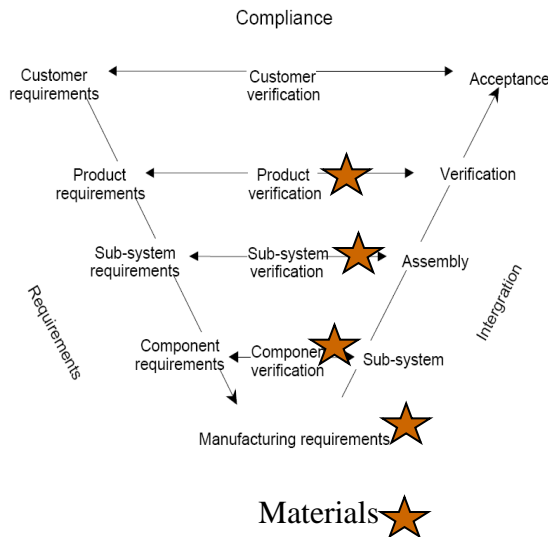 Compliance
Customer
requirements
Customer
verification
Acceptance
Product
requirements
Product
verification
Verification
Sub-system
requirements
Sub-system
verification
Assembly
Requirements
Intergration
Component
requirements
Componen
verification
Sub-system
Manufacturing requirements
Materials